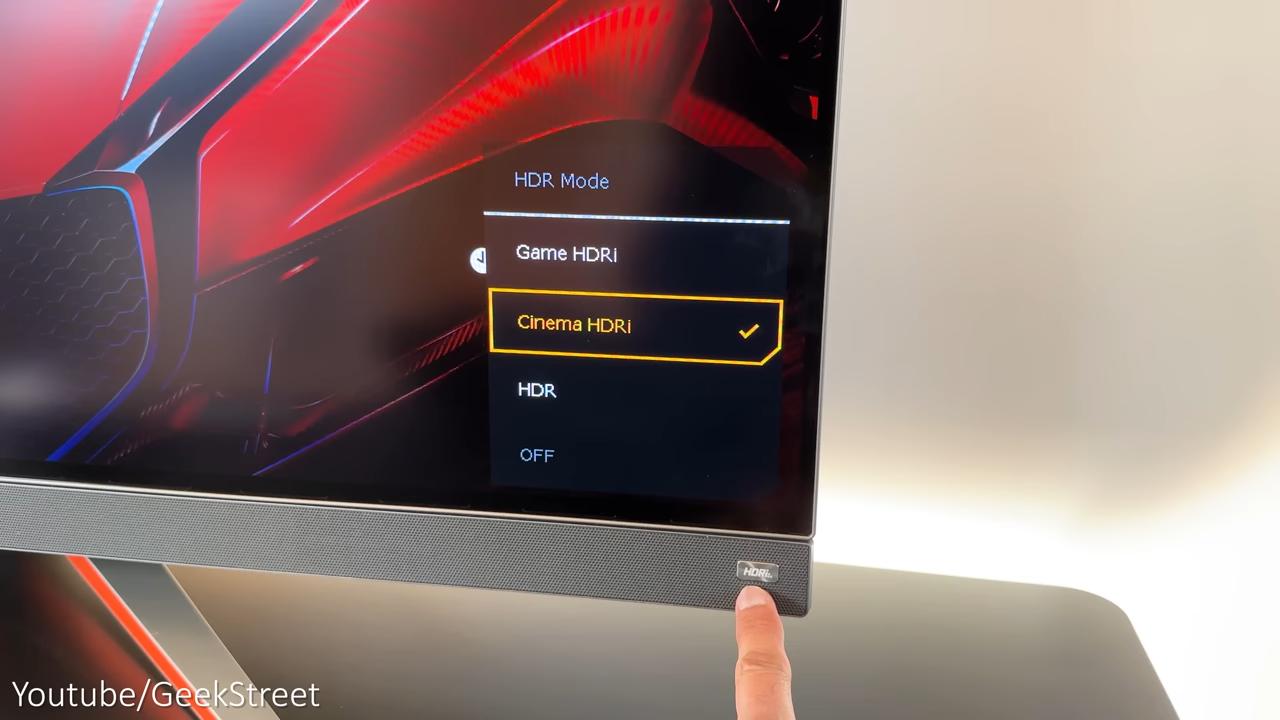 HDR Mode
Game HDRi
Cinema HDRi
HDR
OFF
HDRi
Youtube/GeekStreet